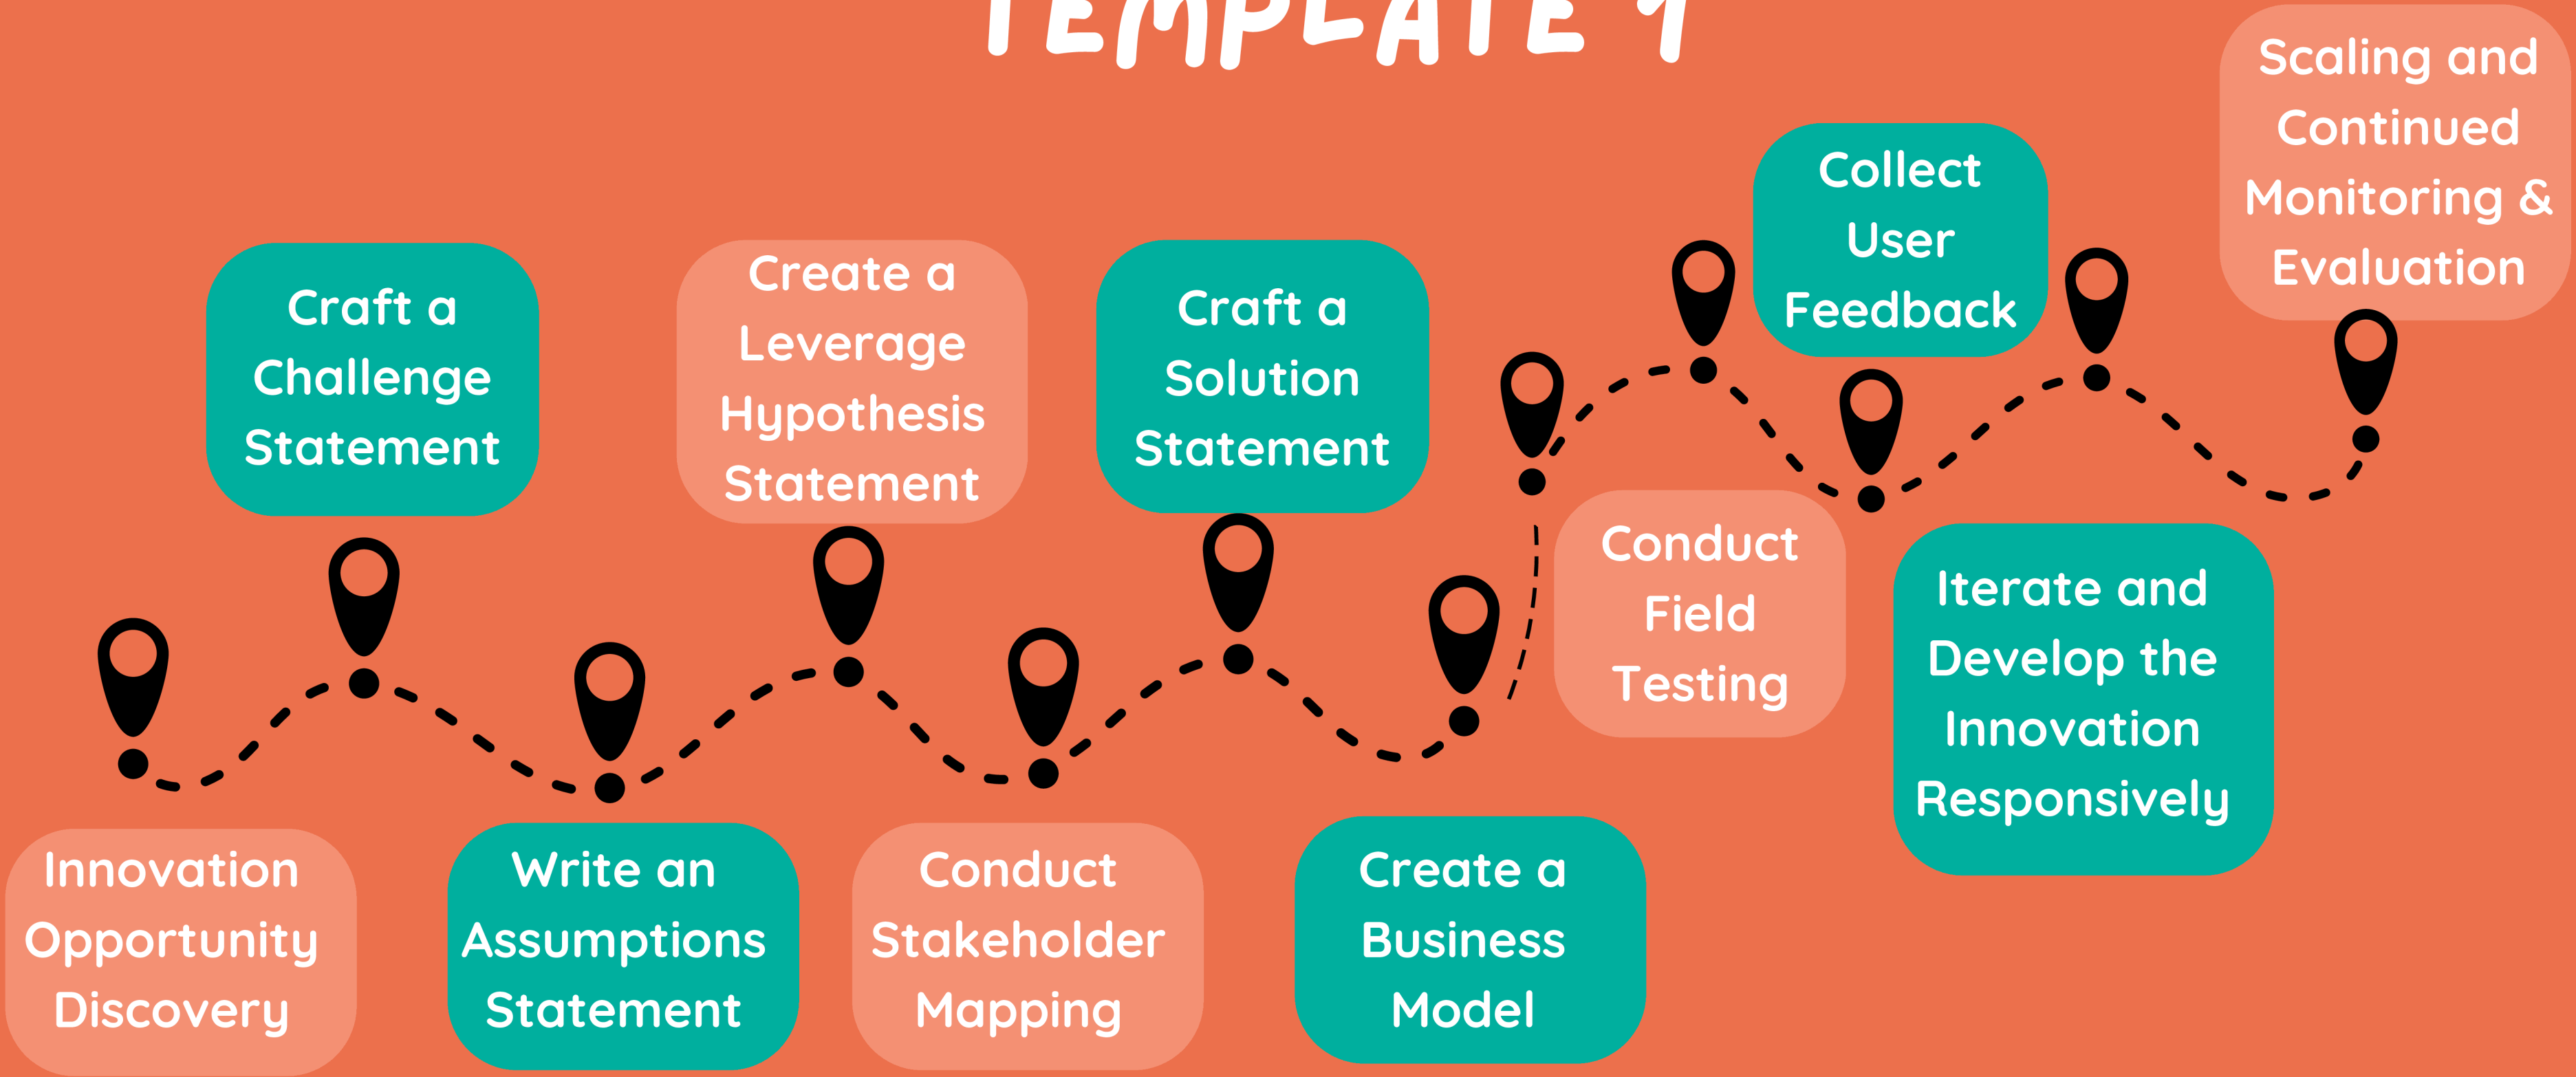 TEMPLATE 1
Innovation
Opportunity
Discovery
Craft a
Challenge
Statement
Write an
Assumptions
Statement
Create a
Leverage
Hypothesis
Statement
Conduct
Stakeholder
Mapping
Craft a
Solution
Statement
Create a
Business
Model
Conduct
Field
Testing
Collect
User
Feedback
Iterate and
Develop the
Innovation
Responsively
Scaling and
Continued
Monitoring &
Evaluation